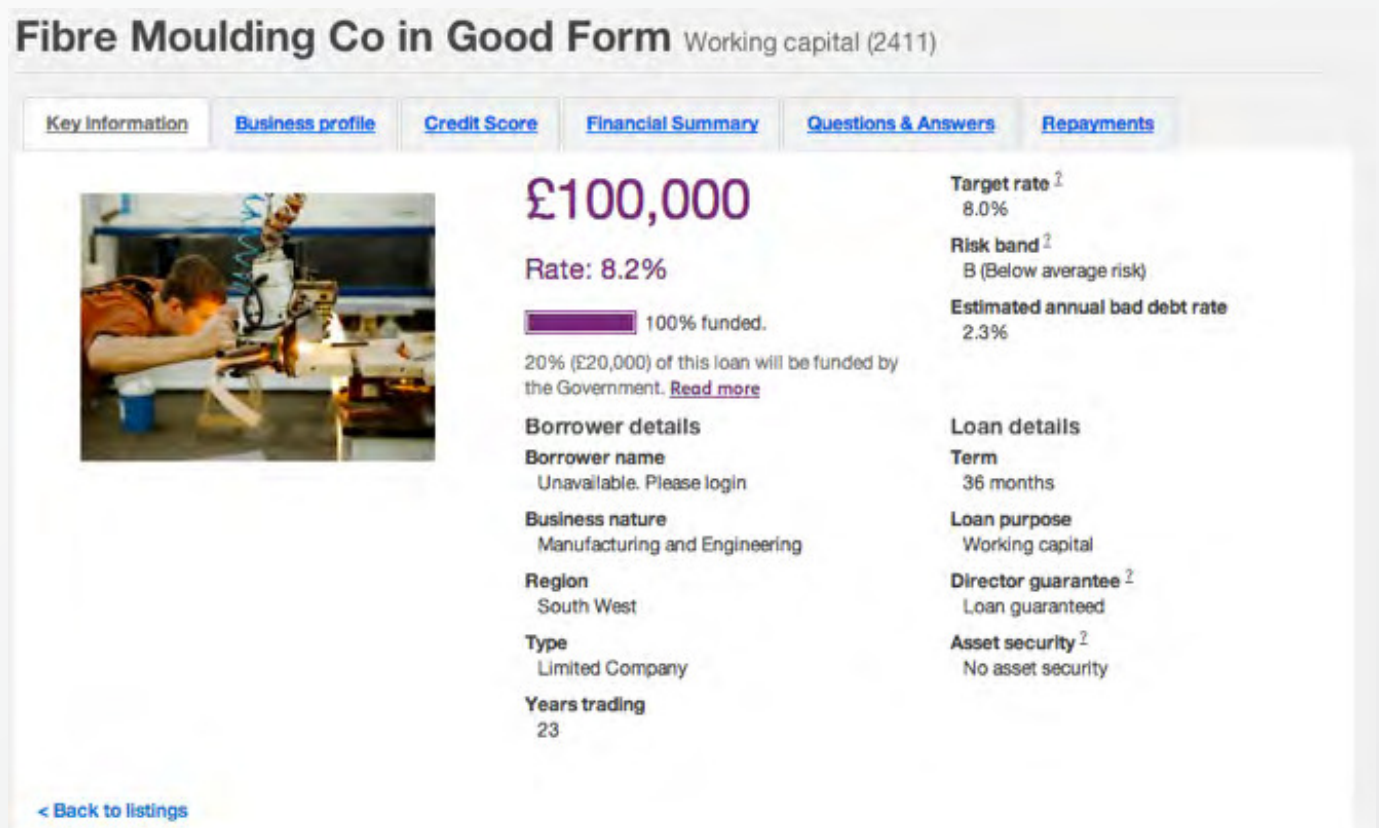 Fibre Moulding Co in Good Form Working capital (2411)
Key Information Business profile Credit Score Financial Summary Questions & Answers Repayments
£100,000
Rate: 8.2%
100% funded.
20% (£20,000) of this loan will be funded by
the Government. Read more
Target rate ?
8.0%
Risk band ?
B (Below average risk)
Estimated annual bad debt rate
2.3%
Borrower details
Borrower name
Unavailable. Please login
Business nature
Manufacturing and Engineering
Region
South West
Type
Limited Company
Years trading
23
Loan details
Term
36 months
Loan purpose
Working capital
Director guarantee ?
Loan guaranteed
Asset security ?
No asset security
< Back to listings